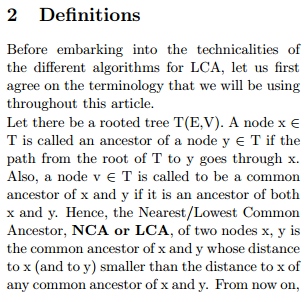 2 Definitions
Before embarking into the technicalities of
the different algorithms for LCA, let us first
agree on the terminology that we will be using
throughout this article.
Let there be a rooted tree T(E,V). A node x ∈
T is called an ancestor of a node y ∈ T if the
path from the root of T to y goes through x.
Also, a node v ∈ T is called to be a common
ancestor of x and y if it is an ancestor of both
x and y. Hence, the Nearest/Lowest Common
Ancestor, NCA or LCA, of two nodes x, y is
the common ancestor of x and y whose distance
to x (and to y) smaller than the distance to x of
any common ancestor of x and y. From now on,